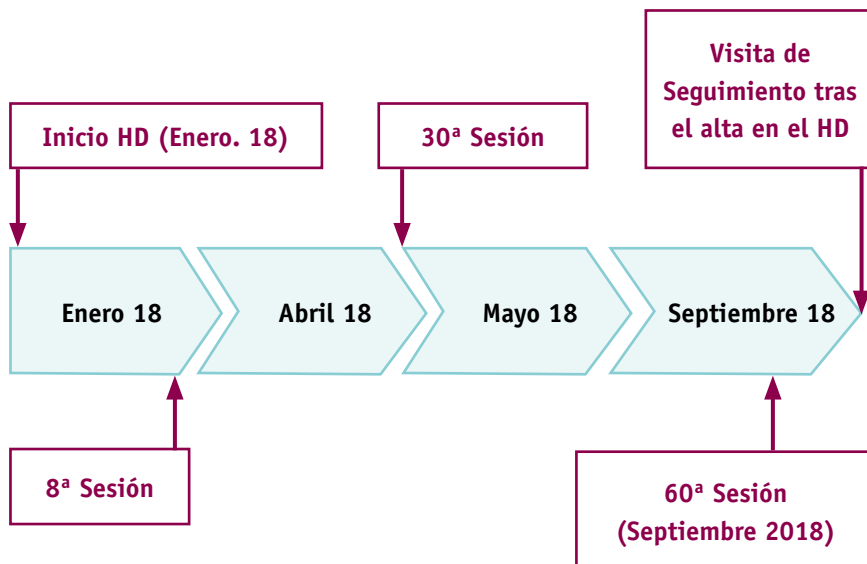 Visita de
Seguimiento tras
el alta en el HD
Inicio HD (Enero. 18)
30ª Sesión
Enero 18
Abril 18
Mayo 18
Septiembre 18
8ª Sesión
60ª Sesión
(Septiembre 2018)